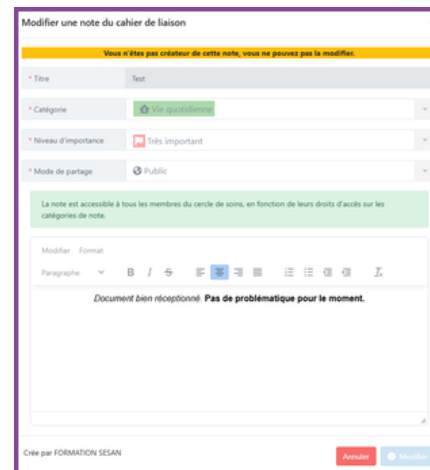 Modifier une note du cahier de liaison
Vous n'êtes pas créateur de cette note, vous ne pouvez pas la modifier.
* Titre Test
* Catégorie Vie quotidienne
* Niveau d'importance Très important
* Mode de partage Public
La note est accessible à tous les membres du cercle de soins, en fonction de leurs droits d'accès sur les
catégories de note.
Modifier Format
Paragraphe B I S
Document bien réceptionné. Pas de problématique pour le moment.
Crée par FORMATION SESAN Annuler Modifier